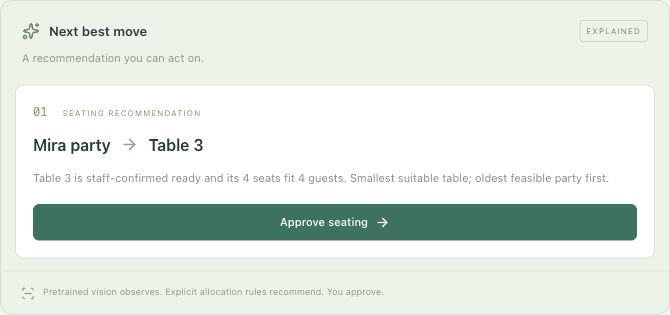 Next best move
EXPLAINED
A recommendation you can act on.
01 SEATING RECOMMENDATION
Mira party → Table 3
Table 3 is staff-confirmed ready and its 4 seats fit 4 guests. Smallest suitable table; oldest feasible party first.
Approve seating →
Pretrained vision observes. Explicit allocation rules recommend. You approve.